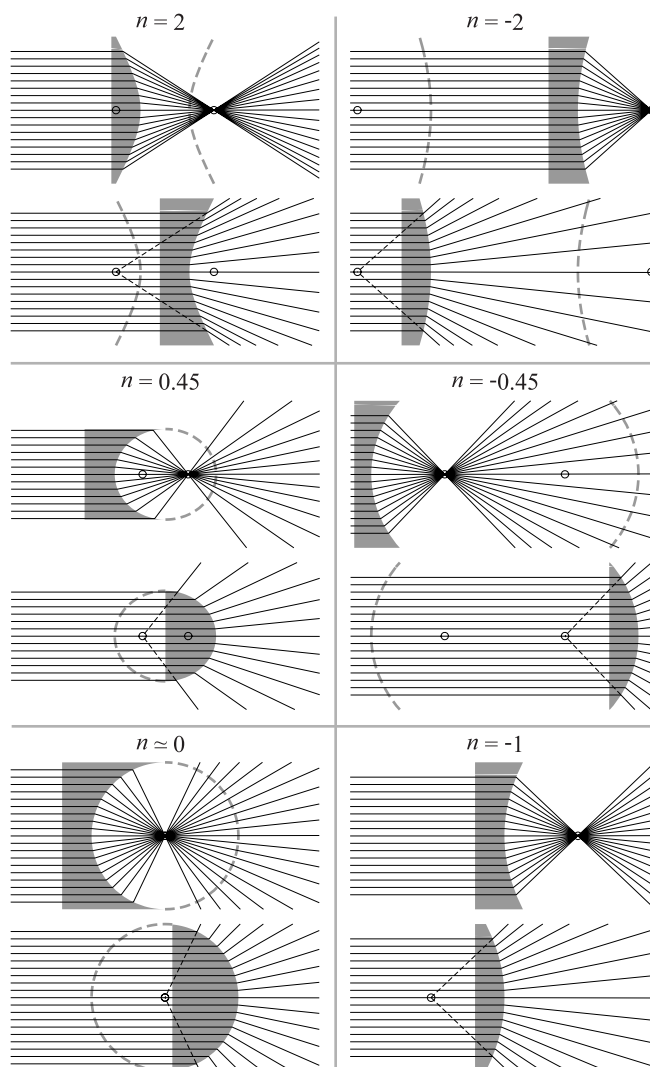 n = 2
n = -2
n = 0.45
n = -0.45
n ≃ 0
n = -1